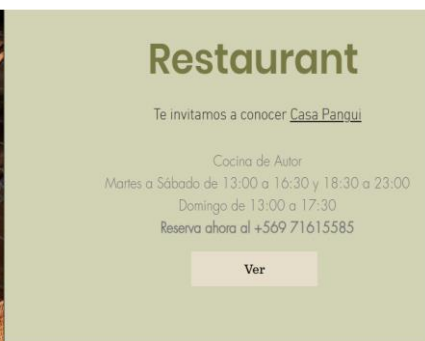 Restaurant
Te invitamos a conocer Casa Pangui
Cocina de Autor
Martes a Sábado de 13:00 a 16:30 y 18:30 a 23:00
Domingo de 13:00 a 17:30
Reserva ahora al +569 71615585
Ver